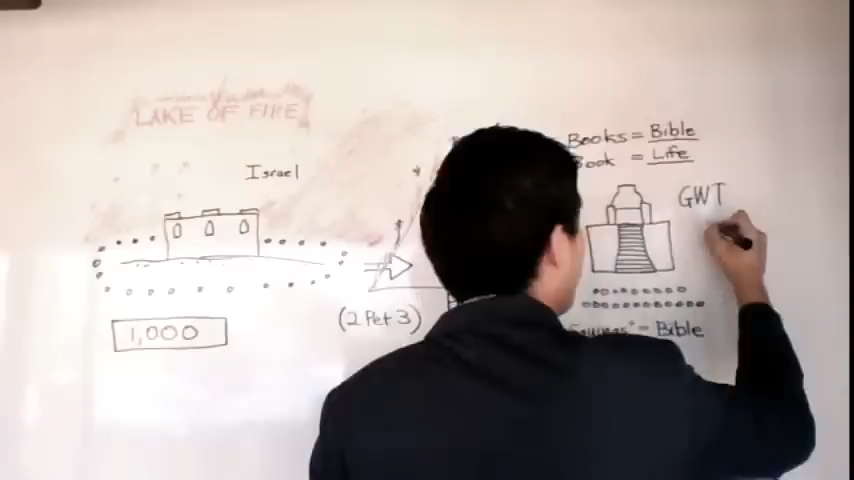 LAKE OF FIRE
Israel
1,000
(2 Pet 3)
Books = Bible
Book = Life
GWT
= Bible